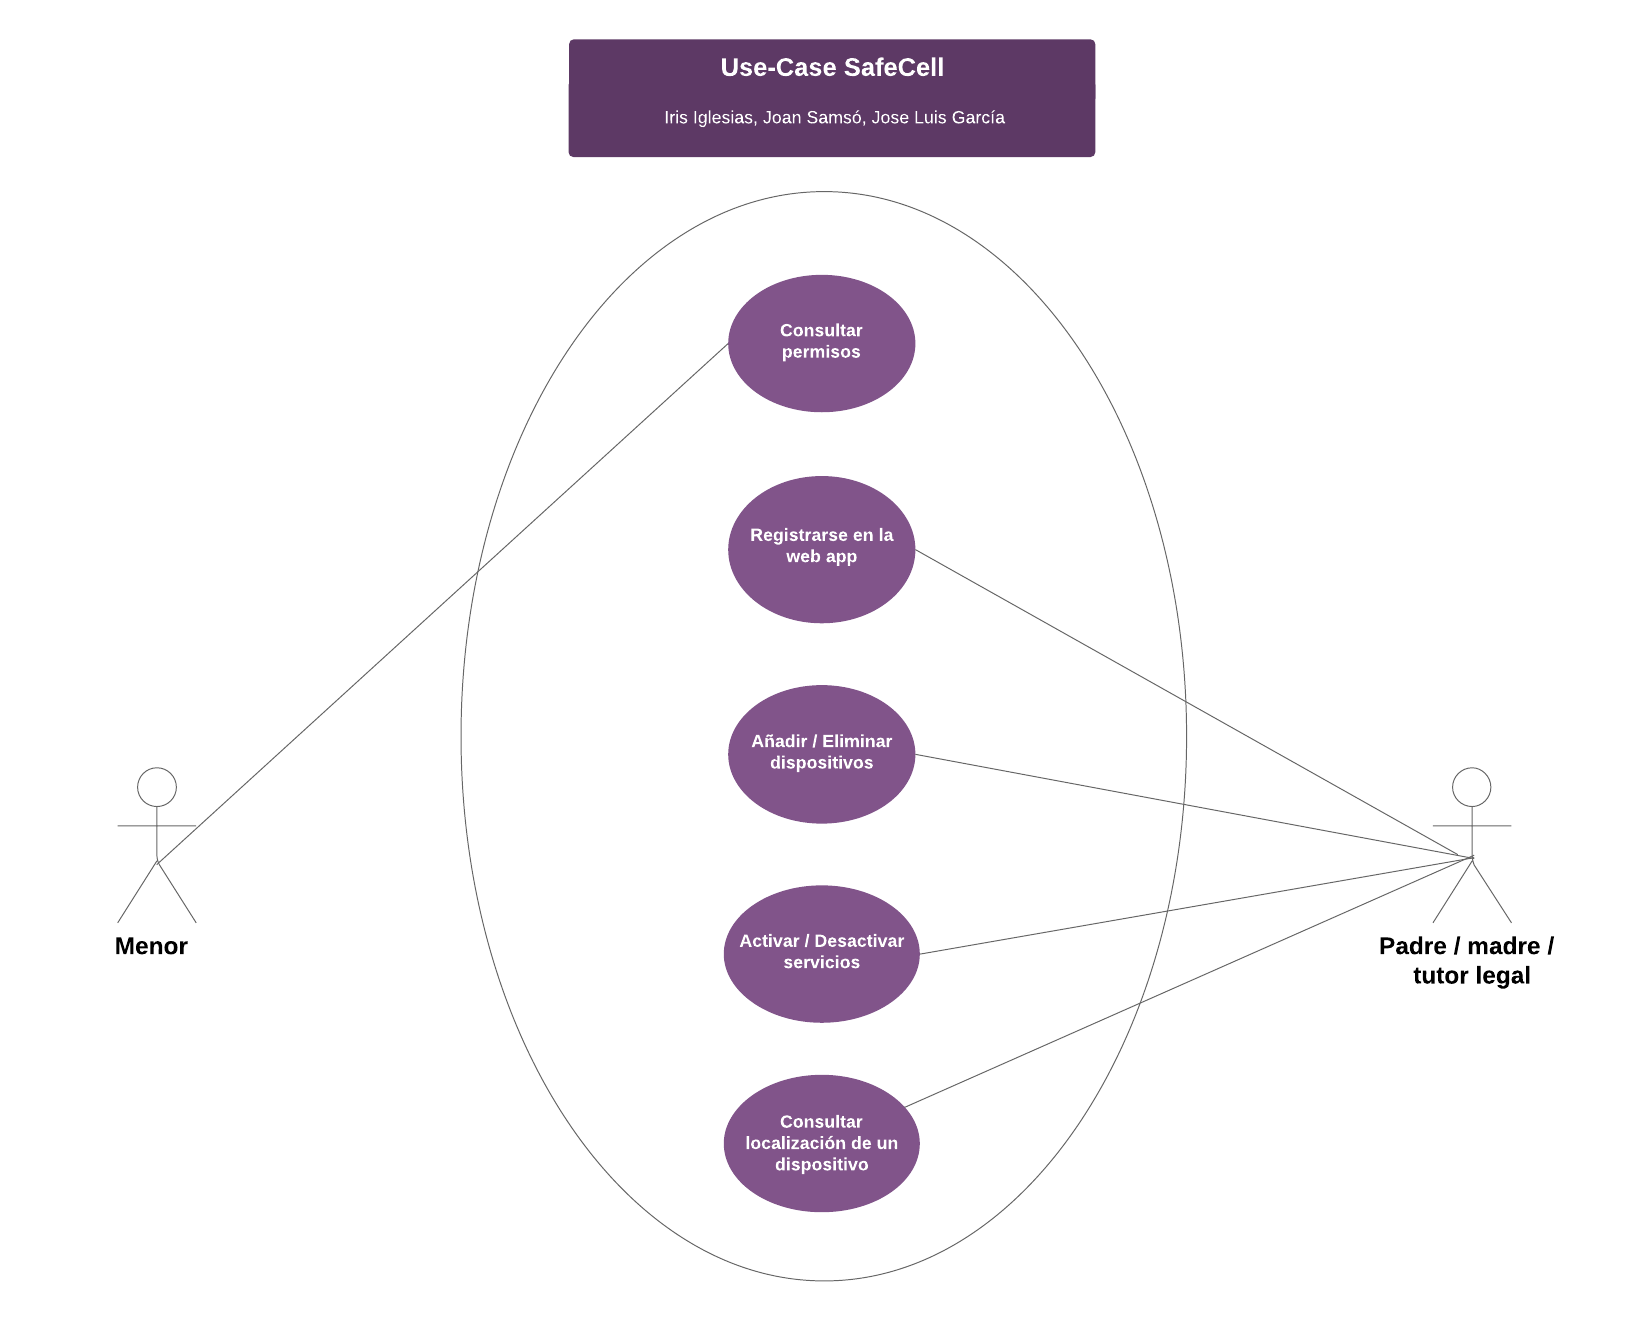 Use-Case SafeCell
Iris Iglesias, Joan Samsó, Jose Luis García
Consultar
permisos
Registrarse en la
web app
Añadir / Eliminar
dispositivos
Activar / Desactivar
servicios
Consultar
localización de un
dispositivo
Menor
Padre / madre /
tutor legal